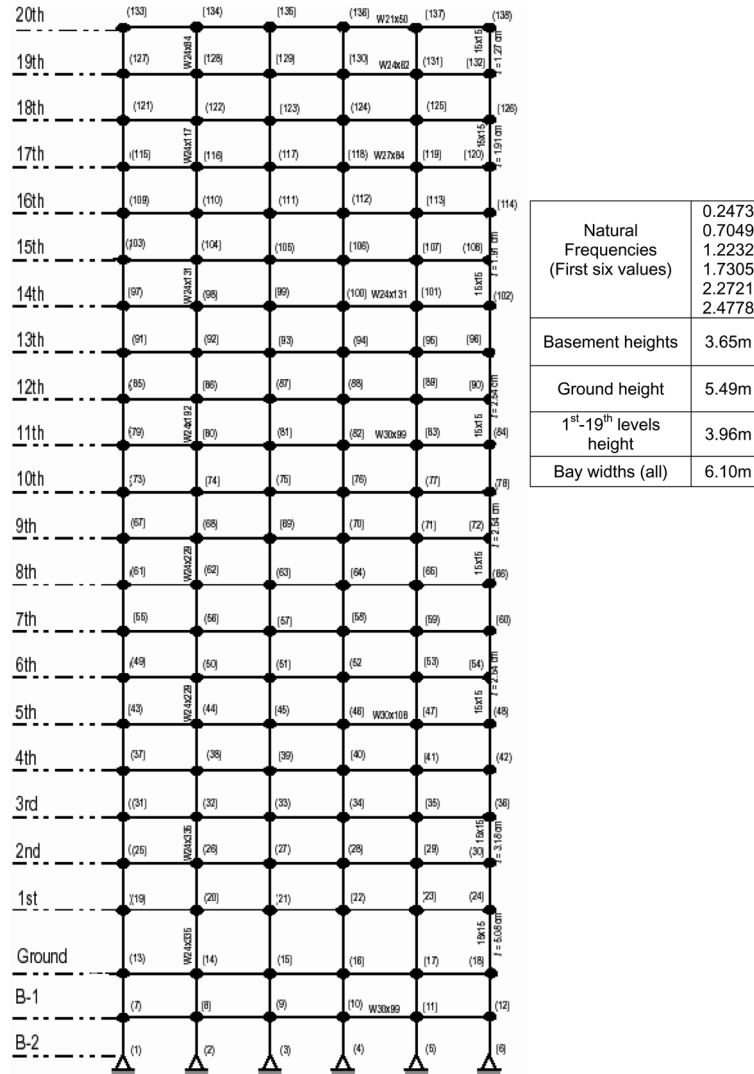 20th (133) (134) (135) (136) W21x50 (137) (138)
W24x84
15x15
t = 1.27 cm
19th (127) (128) (129) (130) W24x62 (131) (132)
18th (121) (122) (123) (124) (125) (126)
W24x117
15x15
t = 1.91 cm
17th (115) (116) (117) (118) W27x84 (119) (120)
16th (109) (110) (111) (112) (113) (114)
15th (103) (104) (105) (106) (107) (108)
t = 1.91 cm
W24x131
15x15
14th (97) (98) (99) (100) W24x131 (101) (102)
13th (91) (92) (93) (94) (95) (96)
12th (85) (86) (87) (88) (89) (90)
t = 2.54 cm
W24x192
15x15
11th (79) (80) (81) (82) W30x99 (83) (84)
10th (73) (74) (75) (76) (77) (78)
9th (67) (68) (69) (70) (71) (72)
t = 2.54 cm
W24x229
15x15
8th (61) (62) (63) (64) (65) (66)
7th (55) (56) (57) (58) (59) (60)
6th (49) (50) (51) (52 (53) (54)
t = 2.54 cm
W24x229
15x15
5th (43) (44) (45) (46) W30x108 (47) (48)
4th (37) (38) (39) (40) (41) (42)
3rd (31) (32) (33) (34) (35) (36)
W24x335
15x15
t = 3.18 cm
2nd (25) (26) (27) (28) (29) (30)
1st (19) (20) (21) (22) (23) (24)
W24x335
15x15
t = 5.08 cm
Ground (13) (14) (15) (16) (17) (18)
B-1 (7) (8) (9) (10) W30x99 (11) (12)
B-2 (1) (2) (3) (4) (5) (6)
Natural
Frequencies
(First six values)
0.2473
0.7049
1.2232
1.7305
2.2721
2.4778
Basement heights 3.65m
Ground height 5.49m
1st-19th levels
height
3.96m
Bay widths (all) 6.10m